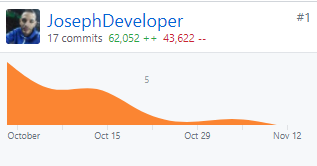 JosephDeveloper #1
17 commits 62,052 ++ 43,622 --
5
October Oct 15 Oct 29 Nov 12